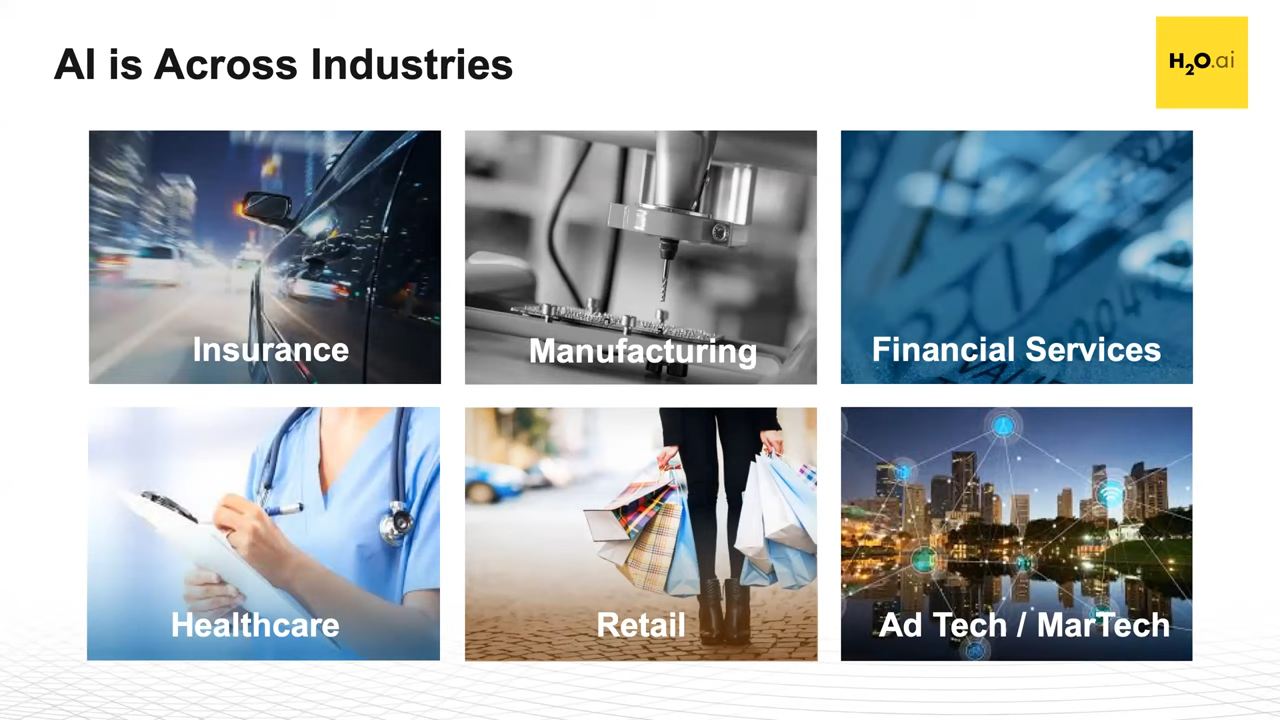 AI is Across Industries
H2O.ai
Insurance
Manufacturing
Financial Services
Healthcare
Retail
Ad Tech / MarTech